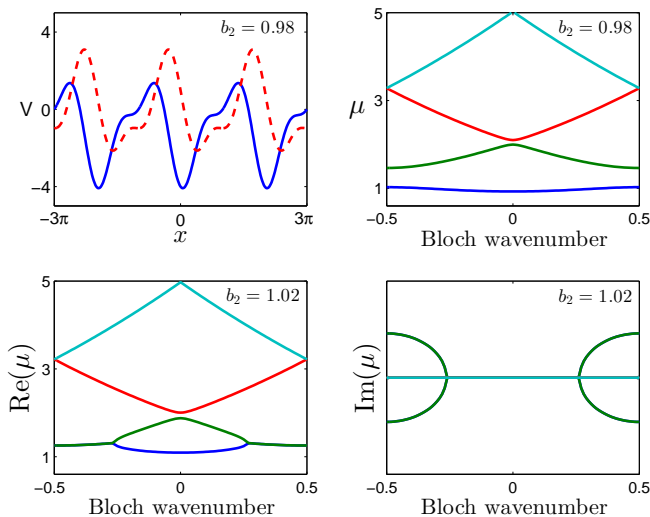 5
b₂ = 0.98
V
0
−4
−3π
0
3π
x
5
b₂ = 0.98
μ
3
1
−0.5
0
0.5
Bloch wavenumber
5
b₂ = 1.02
Re(μ)
3
1
−0.5
0
0.5
Bloch wavenumber
b₂ = 1.02
Im(μ)
−0.5
0
0.5
Bloch wavenumber